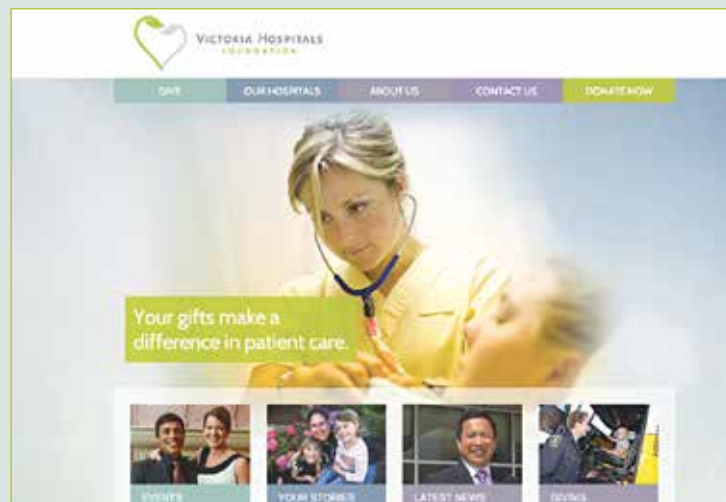 VICTORIA HOSPITALS
FOUNDATION
GIVE
OUR HOSPITALS
ABOUT US
CONTACT US
DONATE NOW
Your gifts make a
difference in patient care.
EVENTS
YOUR STORIES
LATEST NEWS
GIVING